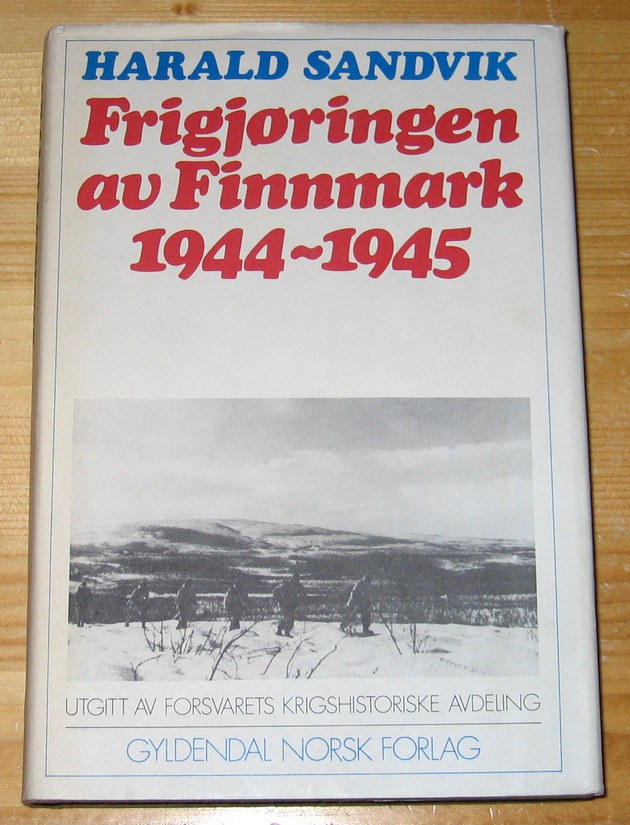 HARALD SANDVIK
Frigjøringen
av Finnmark
1944~1945
UTGITT AV FORSVARETS KRIGSHISTORISKE AVDELING
GYLDENDAL NORSK FORLAG